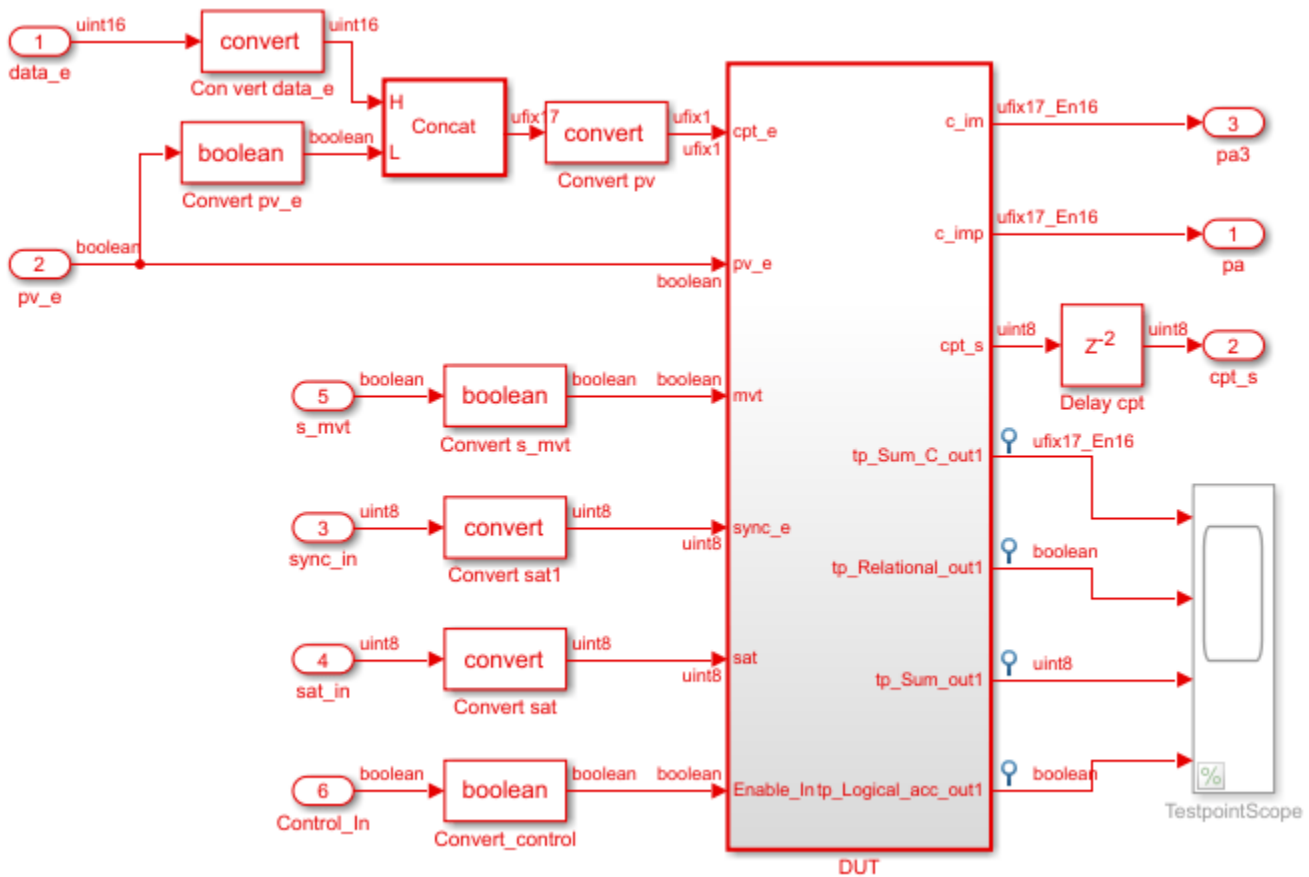 uint16
1
data_e
convert
Con vert data_e
uint16
boolean
Convert pv_e
boolean
H
L
Concat
ufix17
convert
Convert pv
ufix1
ufix1
cpt_e
boolean
2
pv_e
boolean
pv_e
5
s_mvt
boolean
boolean
Convert s_mvt
boolean
boolean
mvt
3
sync_in
uint8
convert
Convert sat1
uint8
uint8
sync_e
4
sat_in
uint8
convert
Convert sat
uint8
uint8
sat
6
Control_In
boolean
boolean
Convert_control
boolean
boolean
Enable_In
DUT
c_im
ufix17_En16
3
pa3
c_imp
ufix17_En16
1
pa
cpt_s
uint8
z-2
Delay cpt
uint8
2
cpt_s
tp_Sum_C_out1
ufix17_En16
tp_Relational_out1
boolean
tp_Sum_out1
uint8
tp_Logical_acc_out1
boolean
%
TestpointScope